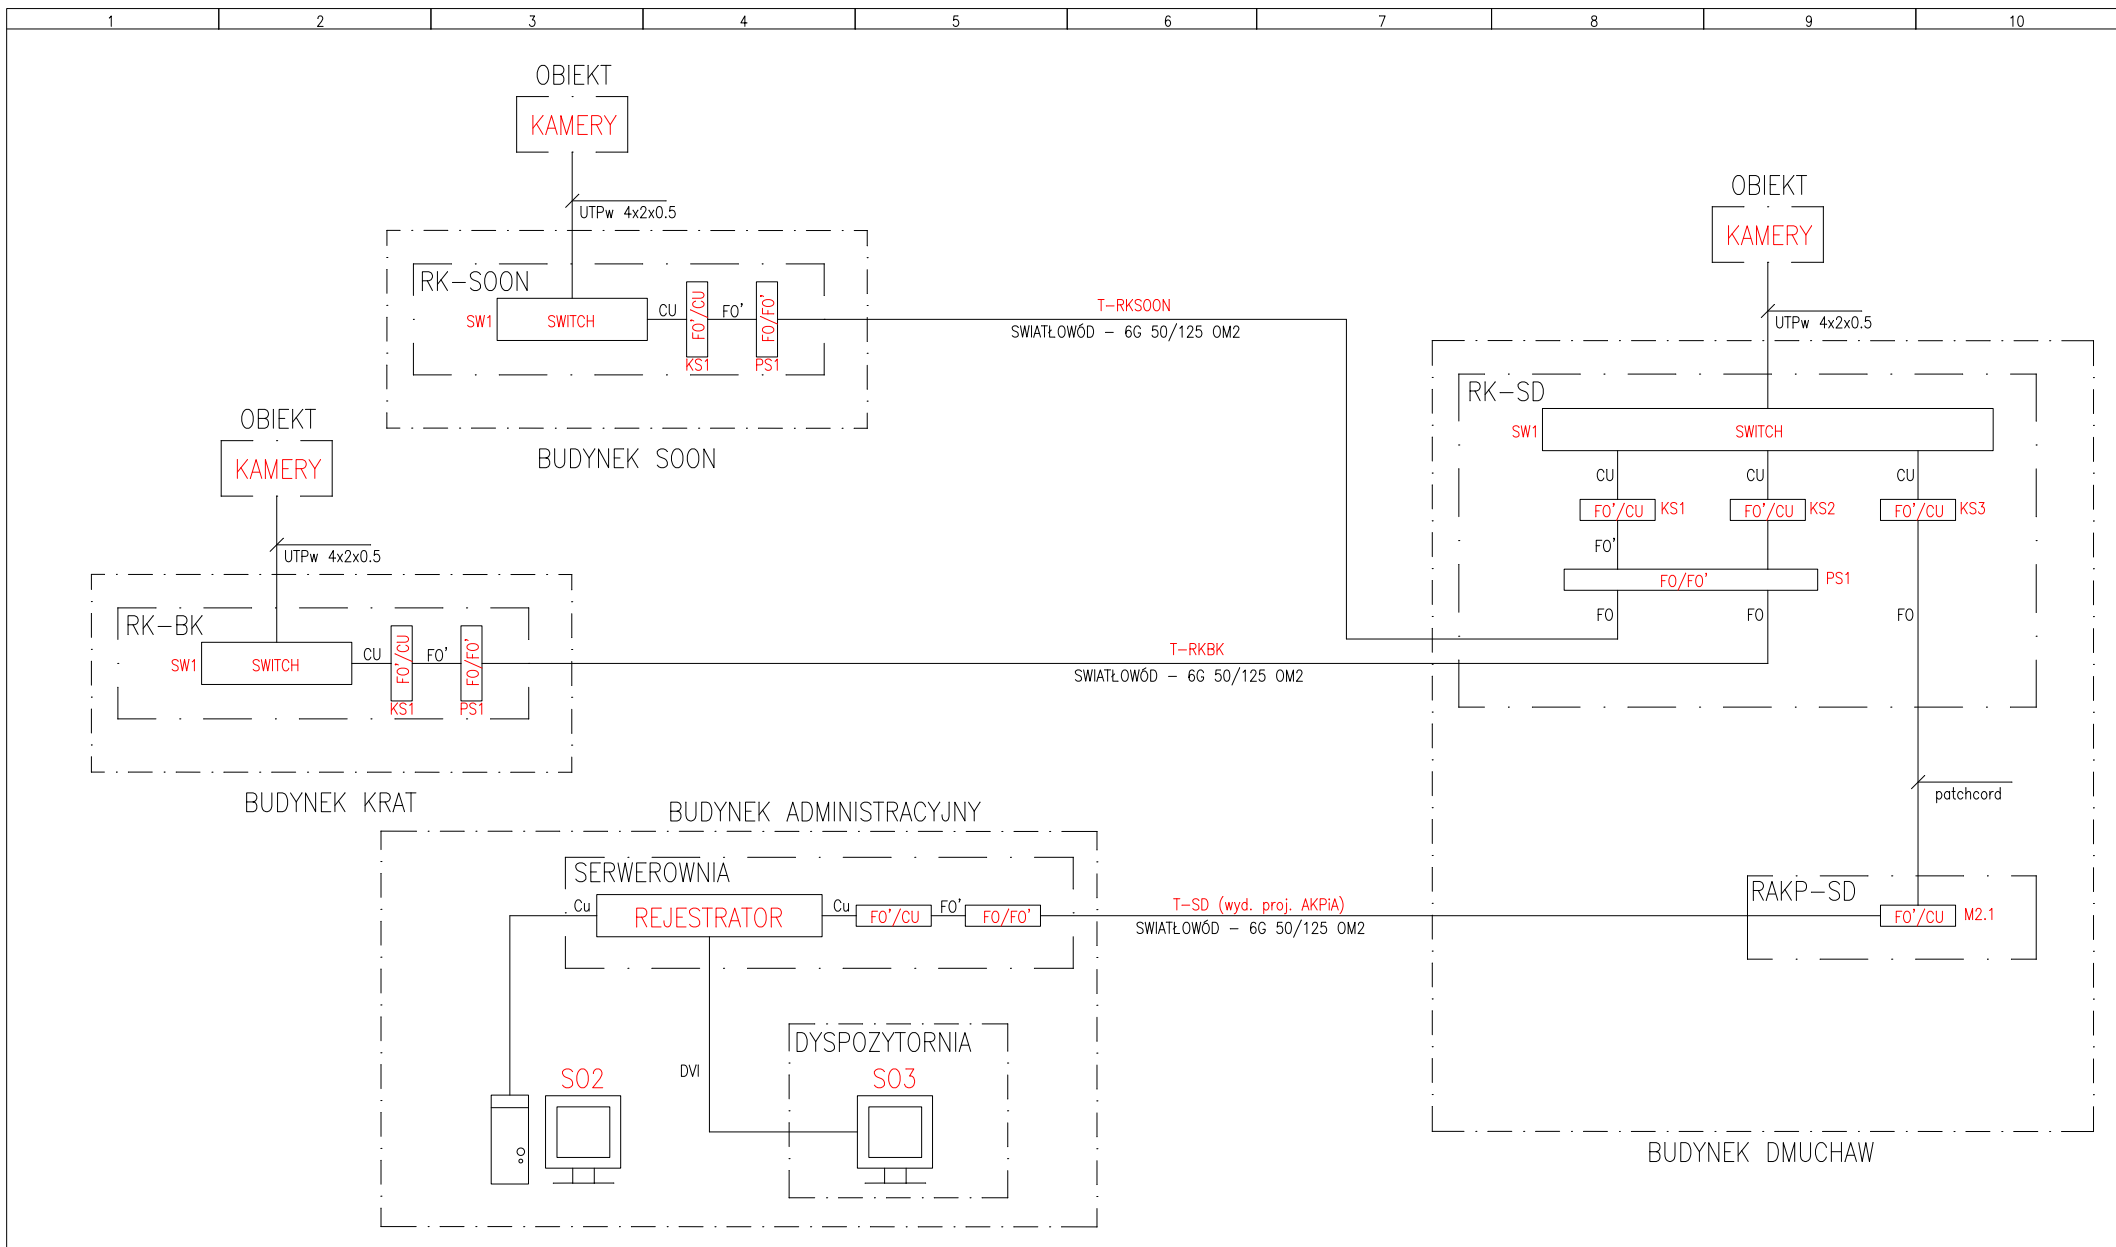 1 2 3 4 5 6 7 8 9 10
OBIEKT
KAMERY
UTPw 4x2x0.5
RK-SOON
SW1
SWITCH
CU
FO'/CU
KS1
FO'
FO/FO'
PS1
BUDYNEK SOON
T-RKSOON
SWIATŁOWÓD - 6G 50/125 OM2
OBIEKT
KAMERY
UTPw 4x2x0.5
RK-SD
SW1
SWITCH
CU CU CU
FO'/CU KS1 FO'/CU KS2 FO'/CU KS3
FO'
FO/FO' PS1
FO FO FO
patchcord
RAKP-SD
FO'/CU M2.1
BUDYNEK DMUCHAW
OBIEKT
KAMERY
UTPw 4x2x0.5
RK-BK
SW1
SWITCH
CU
FO'/CU
KS1
FO'
FO/FO'
PS1
BUDYNEK KRAT
T-RKBK
SWIATŁOWÓD - 6G 50/125 OM2
BUDYNEK ADMINISTRACYJNY
SERWEROWNIA
Cu
REJESTRATOR
Cu
FO'/CU
FO'
FO/FO'
T-SD (wyd. proj. AKPiA)
SWIATŁOWÓD - 6G 50/125 OM2
DVI
SO2
DYSPOZYTORNIA
SO3